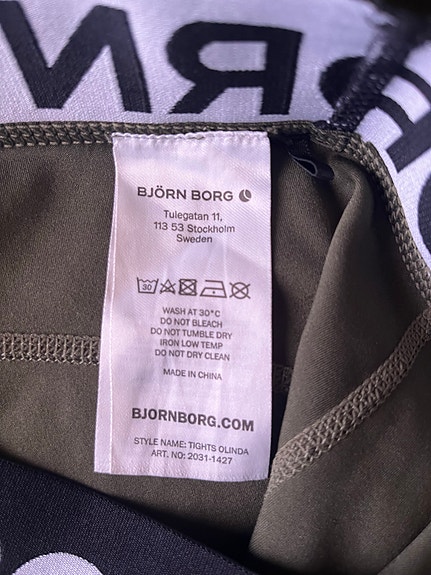 BJÖRN BORG
Tulegatan 11,
113 53 Stockholm
Sweden
30
WASH AT 30°C
DO NOT BLEACH
DO NOT TUMBLE DRY
IRON LOW TEMP
DO NOT DRY CLEAN
MADE IN CHINA
BJORNBORG.COM
STYLE NAME: TIGHTS OLINDA
ART. NO: 2031-1427